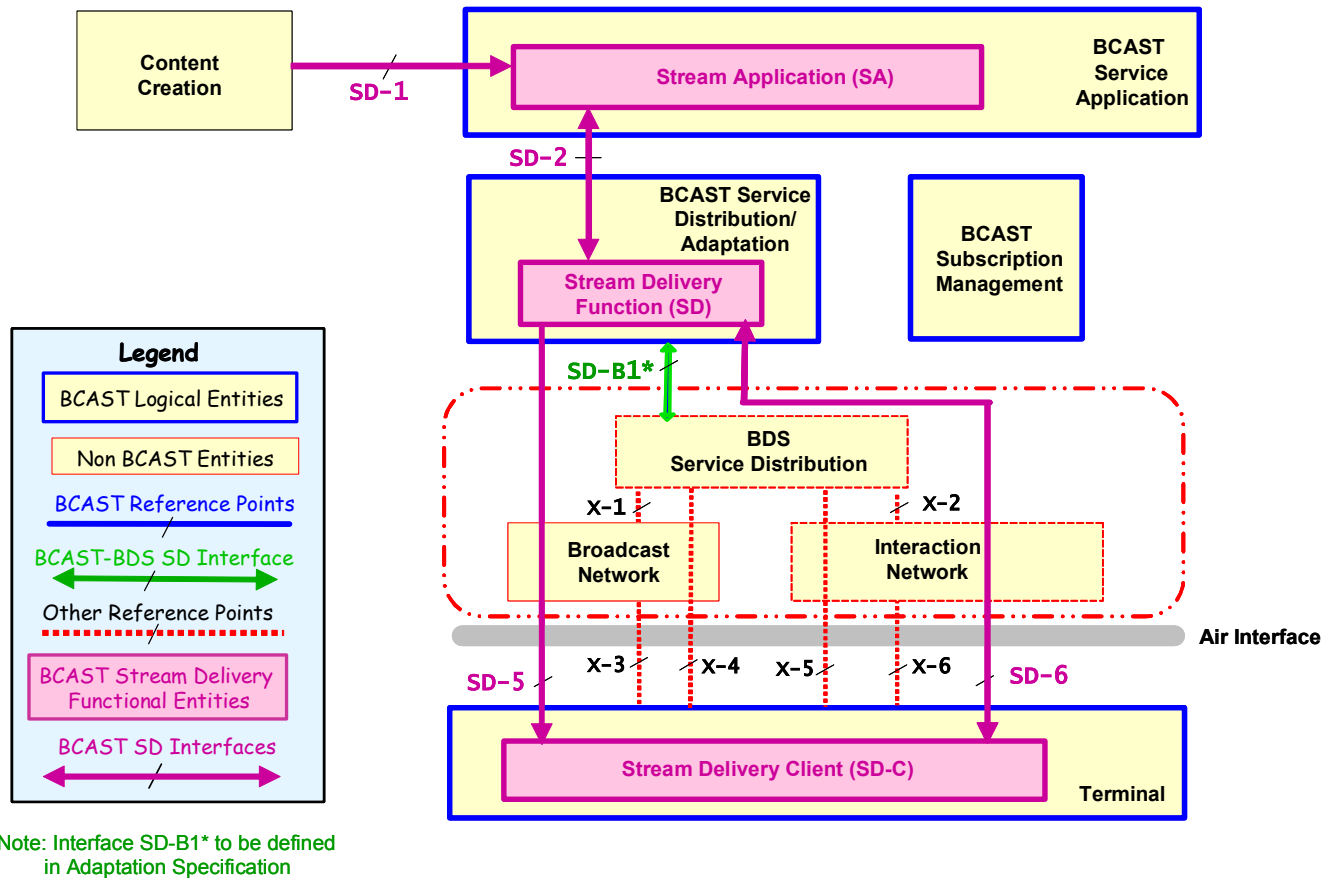 Content
Creation
SD-1
Stream Application (SA)
BCAST
Service
Application
SD-2
BCAST Service
Distribution/
Adaptation
Stream Delivery
Function (SD)
BCAST
Subscription
Management
SD-B1*
BDS
Service Distribution
X-1
X-2
Broadcast
Network
Interaction
Network
Air Interface
X-3
X-4
X-5
X-6
SD-5
SD-6
Stream Delivery Client (SD-C)
Terminal
Legend
BCAST Logical Entities
Non BCAST Entities
BCAST Reference Points
BCAST-BDS SD Interface
Other Reference Points
BCAST Stream Delivery
Functional Entities
BCAST SD Interfaces
Note: Interface SD-B1* to be defined
in Adaptation Specification